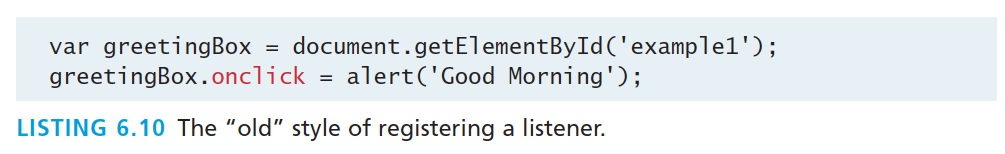 var greetingBox = document.getElementById('example1');
greetingBox.onclick = alert('Good Morning');
LISTING 6.10 The “old” style of registering a listener.